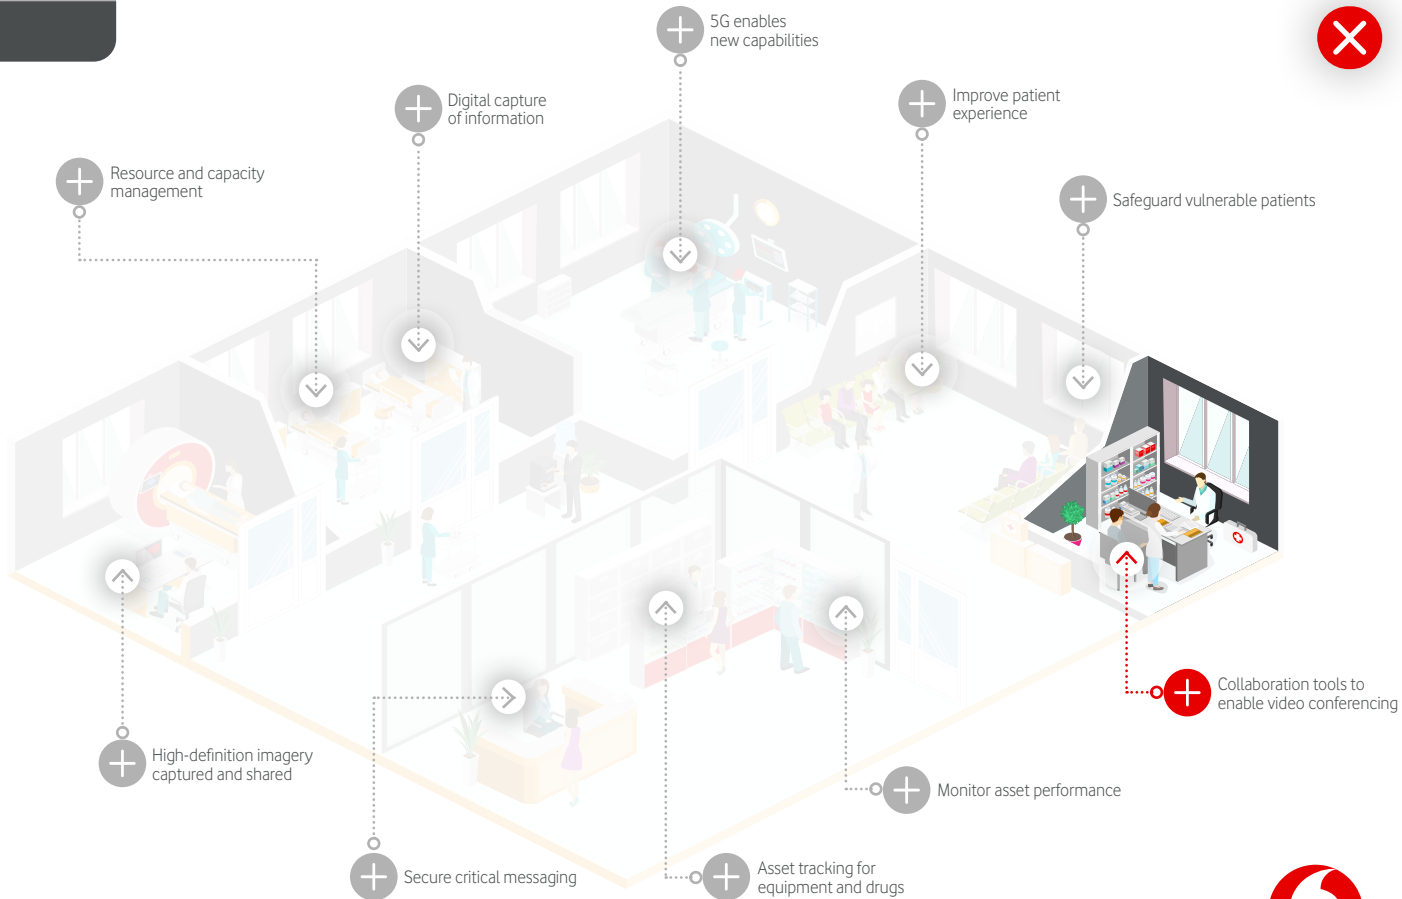 5G enables
new capabilities
Digital capture
of information
Improve patient
experience
Resource and capacity
management
Safeguard vulnerable patients
Collaboration tools to
enable video conferencing
High-definition imagery
captured and shared
Monitor asset performance
Secure critical messaging
Asset tracking for
equipment and drugs